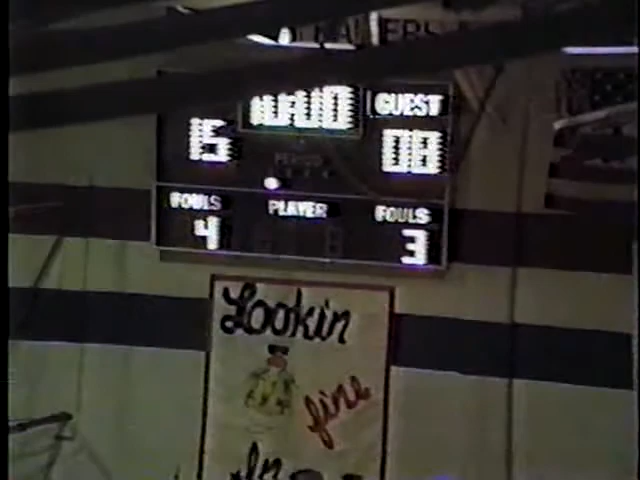 GUEST
15 08
PERIOD
FOULS PLAYER FOULS
4 3
Lookin
fine